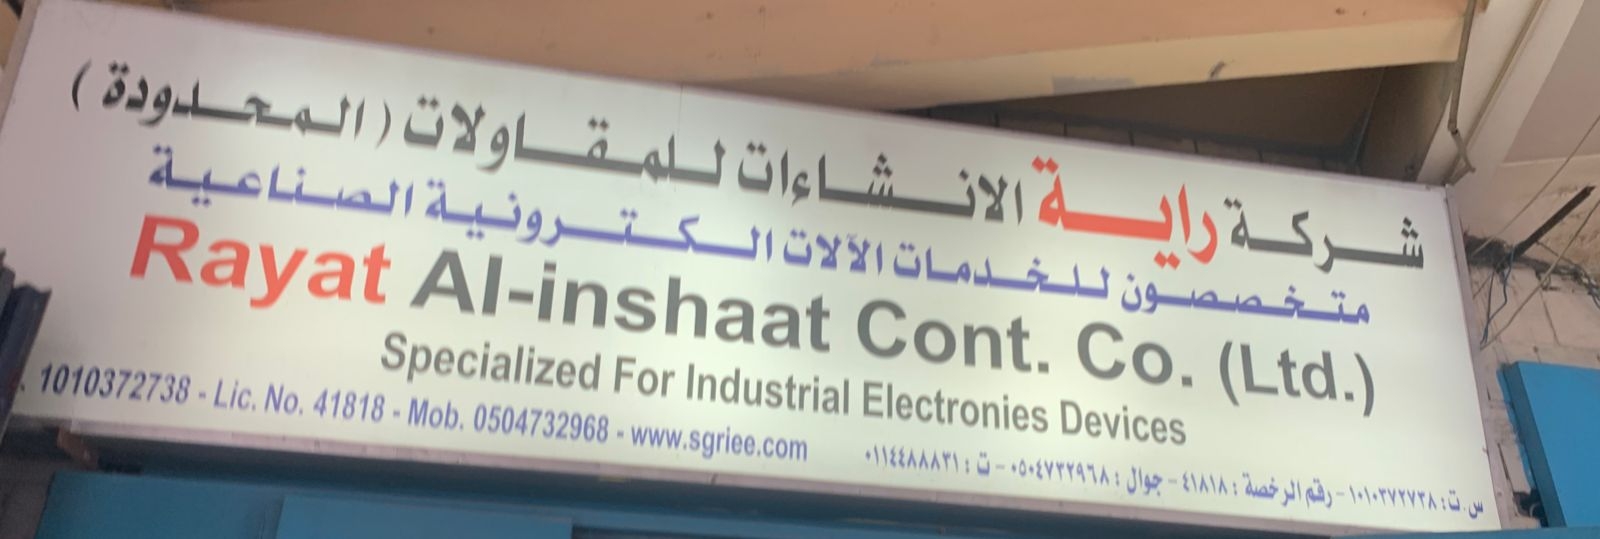 شركة راية الانشاءات للمقاولات (المحدودة)
متخصصون للخدمات الآلات الكترونية الصناعية
Rayat Al-inshaat Cont. Co. (Ltd.)
Specialized For Industrial Electronies Devices
. 1010372738 - Lic. No. 41818 - Mob. 0504732968 - www.sgriee.com
س.ت: ١٠١٠٣٧٢٧٣٨ - رقم الرخصة: ٤١٨١٨ - جوال: ٠٥٠٤٧٣٢٩٦٨ - ت: ٠١١٤٤٨٨٨٣١